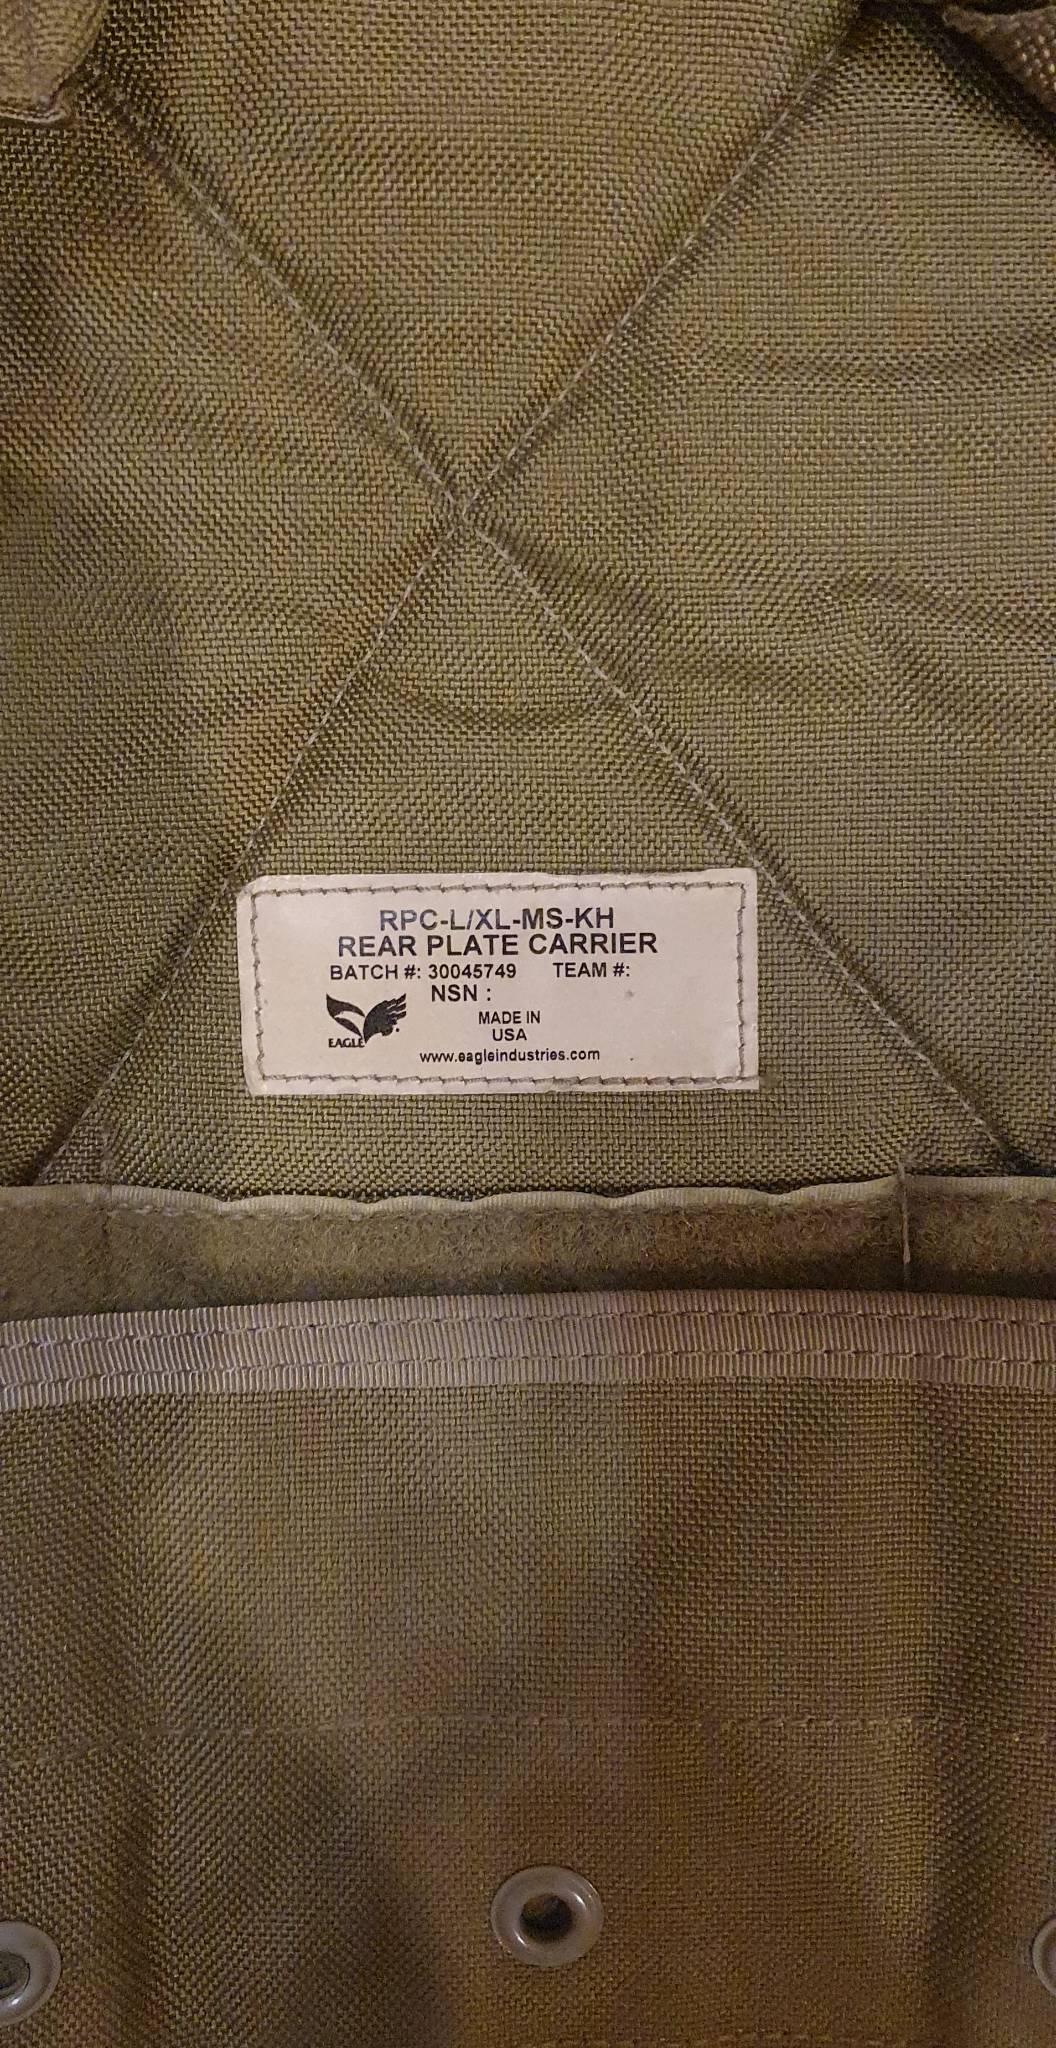 RPC-L/XL-MS-KH
REAR PLATE CARRIER
BATCH #: 30045749 TEAM #:
NSN :
EAGLE
MADE IN
USA
www.eagleindustries.com